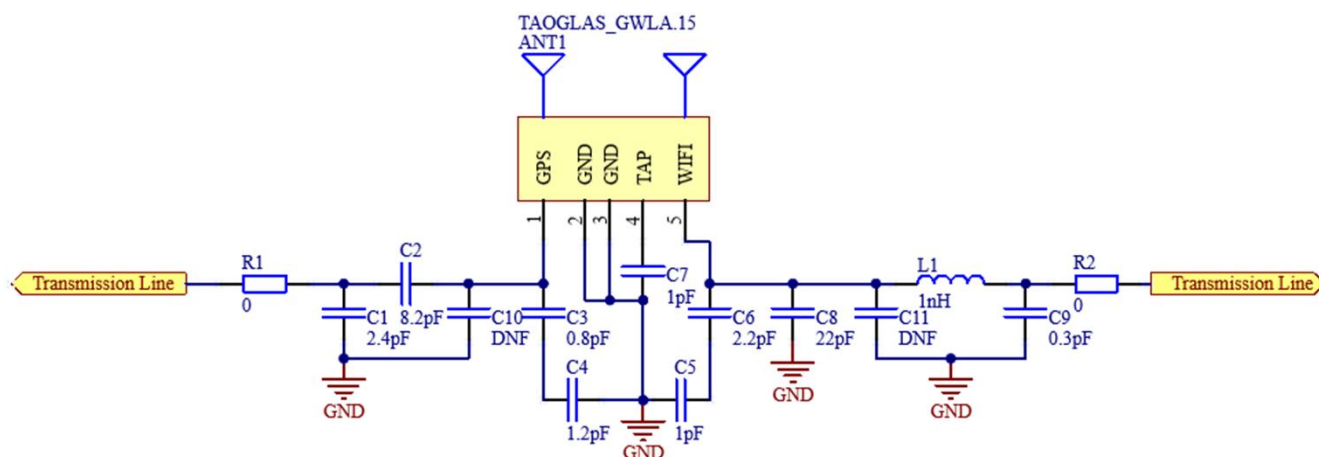 TAOGLAS_GWLA.15
ANT1
GPS
GND
GND
TAP
WIFI
1
2
3
4
5
Transmission Line
R1
0
C2
8.2pF
C1
2.4pF
C10
DNF
C3
0.8pF
C4
1.2pF
C7
1pF
C6
2.2pF
C5
1pF
C8
22pF
C11
DNF
L1
1nH
C9
0.3pF
R2
0
Transmission Line
GND
GND
GND
GND